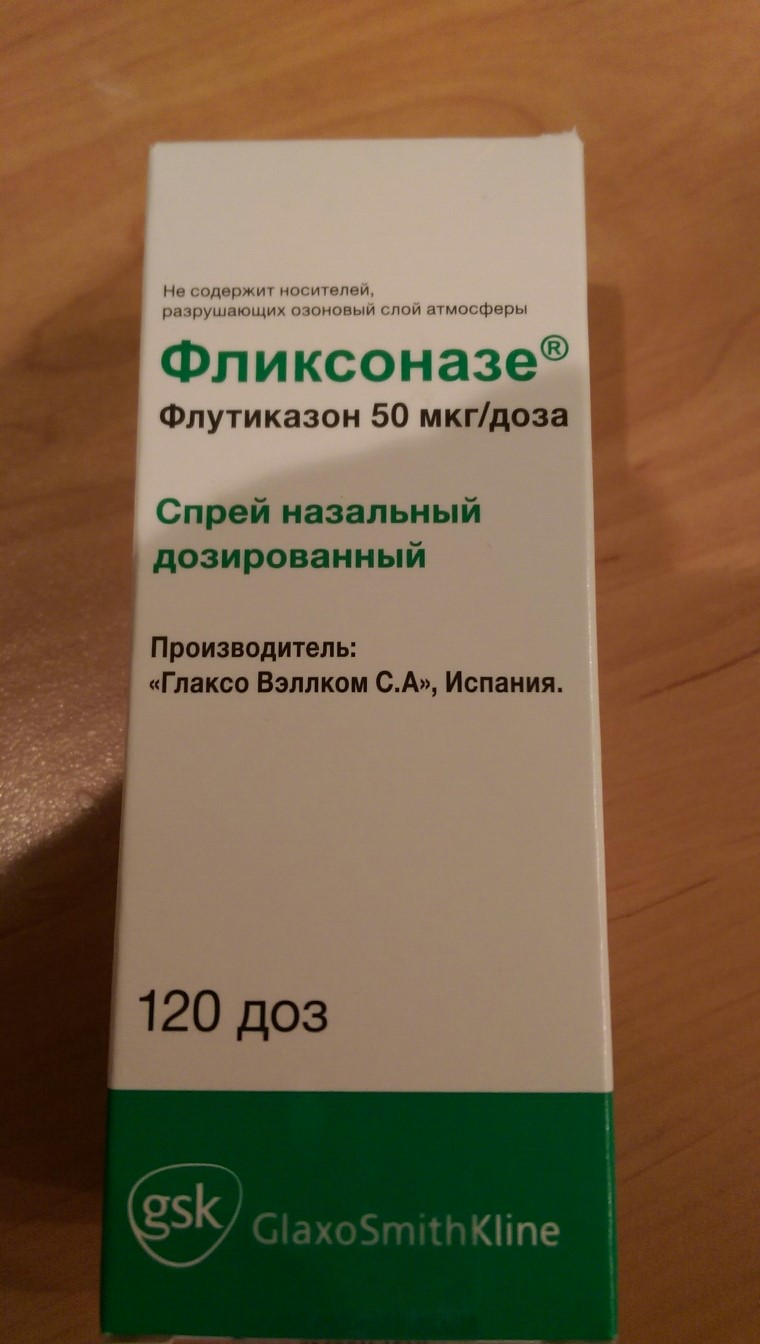 Не содержит носителей,
разрушающих озоновый слой атмосферы
Фликсоназе®
Флутиказон 50 мкг/доза
Спрей назальный
дозированный
Производитель:
«Глаксо Вэллком С.А», Испания.
120 доз
gsk GlaxoSmithKline